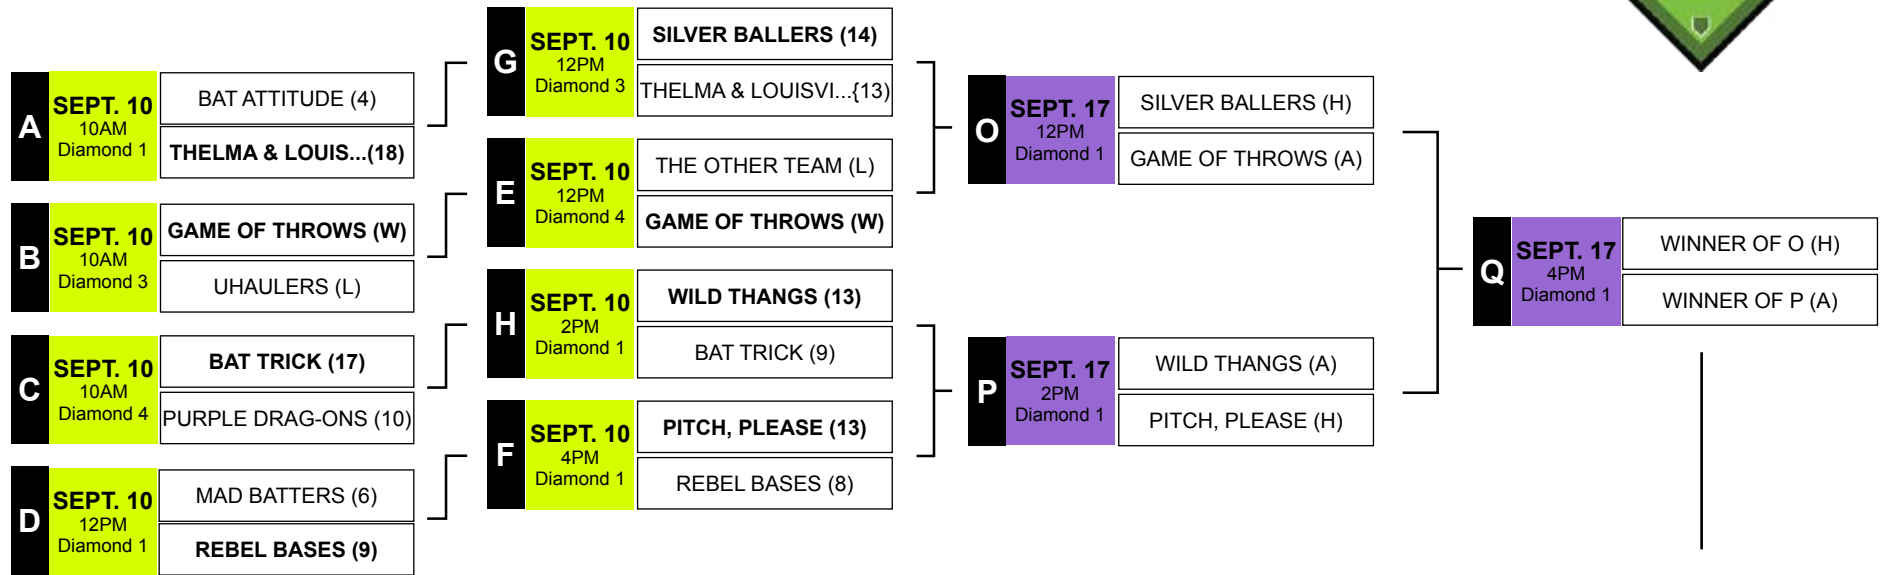 A
SEPT. 10
10AM
Diamond 1
BAT ATTITUDE (4)
THELMA & LOUIS...(18)
B
SEPT. 10
10AM
Diamond 3
GAME OF THROWS (W)
UHAULERS (L)
C
SEPT. 10
10AM
Diamond 4
BAT TRICK (17)
PURPLE DRAG-ONS (10)
D
SEPT. 10
12PM
Diamond 1
MAD BATTERS (6)
REBEL BASES (9)
G
SEPT. 10
12PM
Diamond 3
SILVER BALLERS (14)
THELMA & LOUISVI...{13)
E
SEPT. 10
12PM
Diamond 4
THE OTHER TEAM (L)
GAME OF THROWS (W)
H
SEPT. 10
2PM
Diamond 1
WILD THANGS (13)
BAT TRICK (9)
F
SEPT. 10
4PM
Diamond 1
PITCH, PLEASE (13)
REBEL BASES (8)
O
SEPT. 17
12PM
Diamond 1
SILVER BALLERS (H)
GAME OF THROWS (A)
P
SEPT. 17
2PM
Diamond 1
WILD THANGS (A)
PITCH, PLEASE (H)
Q
SEPT. 17
4PM
Diamond 1
WINNER OF O (H)
WINNER OF P (A)